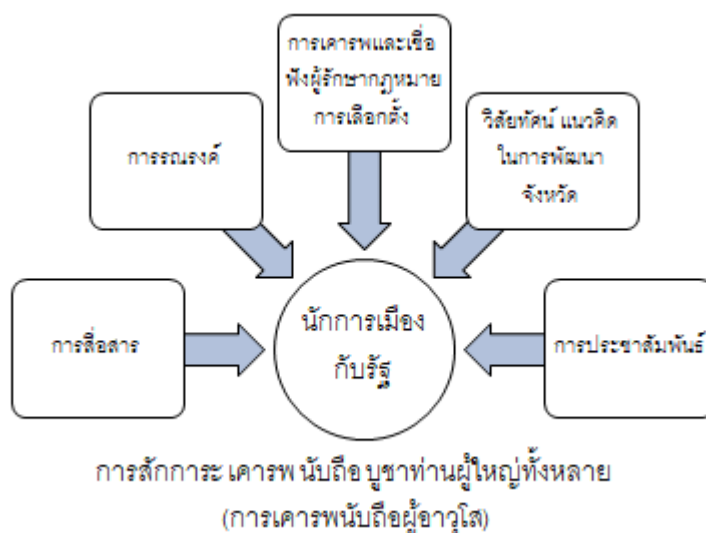 การเคารพและเชื่อ
ฟังผู้รักษากฎหมาย
การเลือกตั้ง
การรณรงค์
วิสัยทัศน์ แนวคิด
ในการพัฒนา
จังหวัด
การสื่อสาร
นักการเมือง
กับรัฐ
การประชาสัมพันธ์
การสักการะ เคารพ นับถือ บูชาท่านผู้ใหญ่ทั้งหลาย
(การเคารพนับถือผู้อาวุโส)